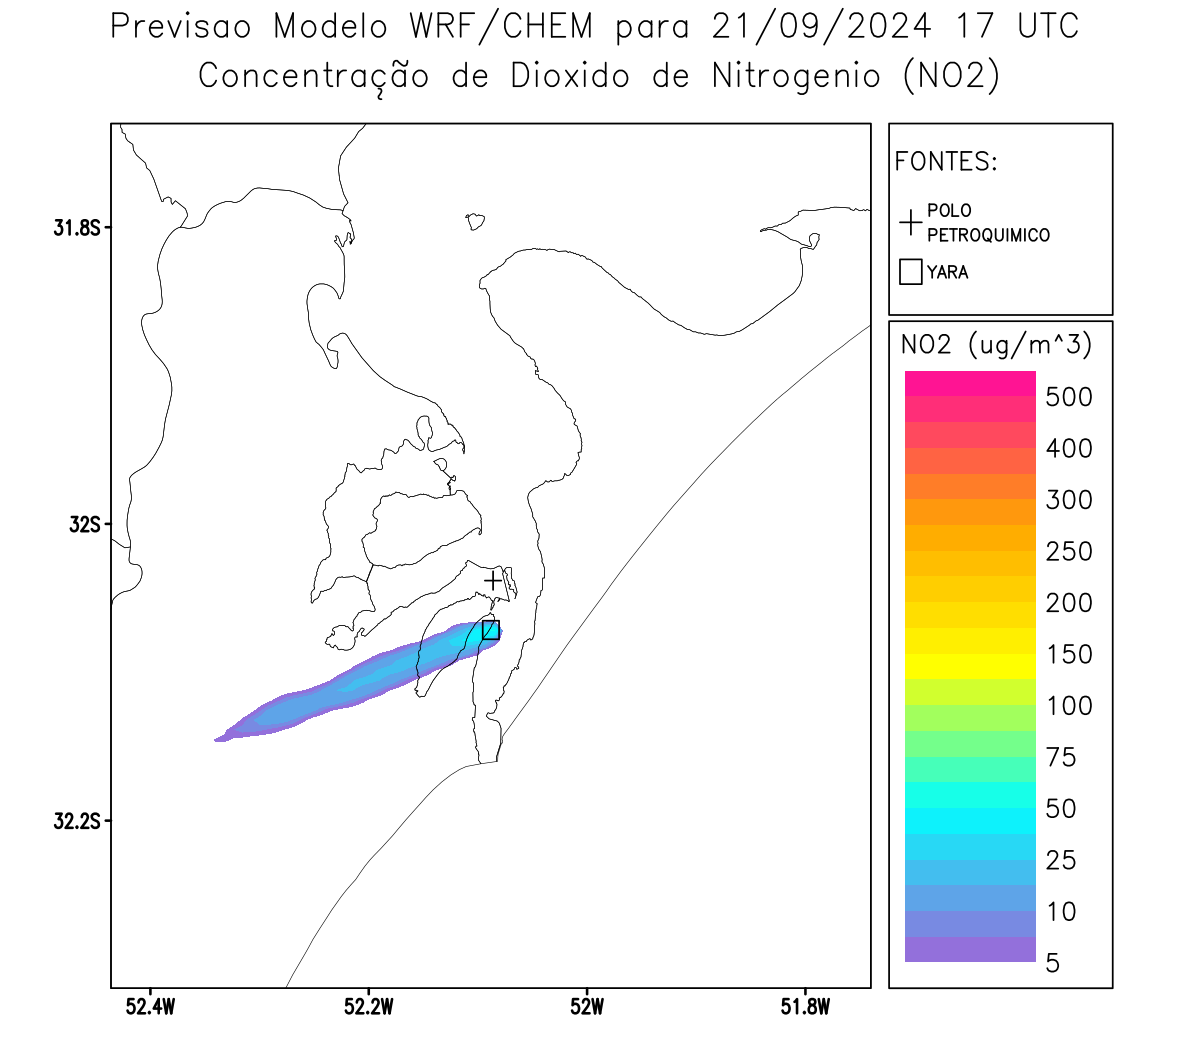 Previsao Modelo WRF/CHEM para 21/09/2024 17 UTC
Concentração de Dioxido de Nitrogenio (NO2)
FONTES:
POLO
PETROQUIMICO
YARA
NO2 (ug/m^3)
500
400
300
250
200
150
100
75
50
25
10
5
31.8S
32S
32.2S
52.4W
52.2W
52W
51.8W